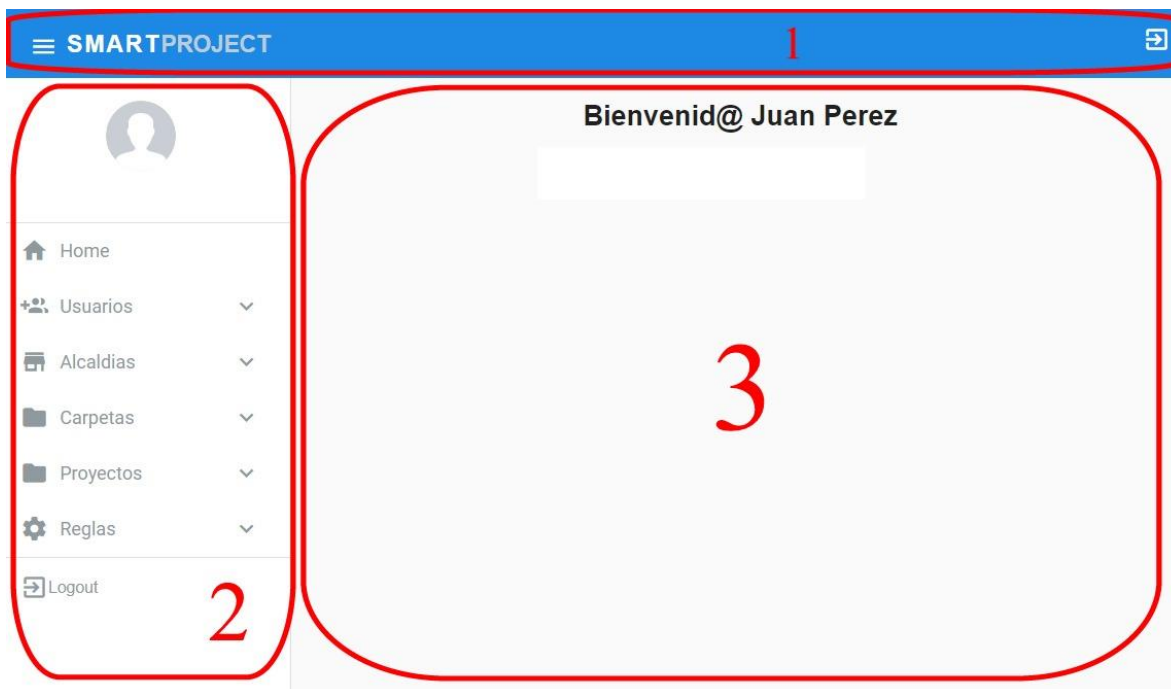 SMARTPROJECT
1
Bienvenid@ Juan Perez
Home
Usuarios
Alcaldias
Carpetas
Proyectos
Reglas
Logout
2
3